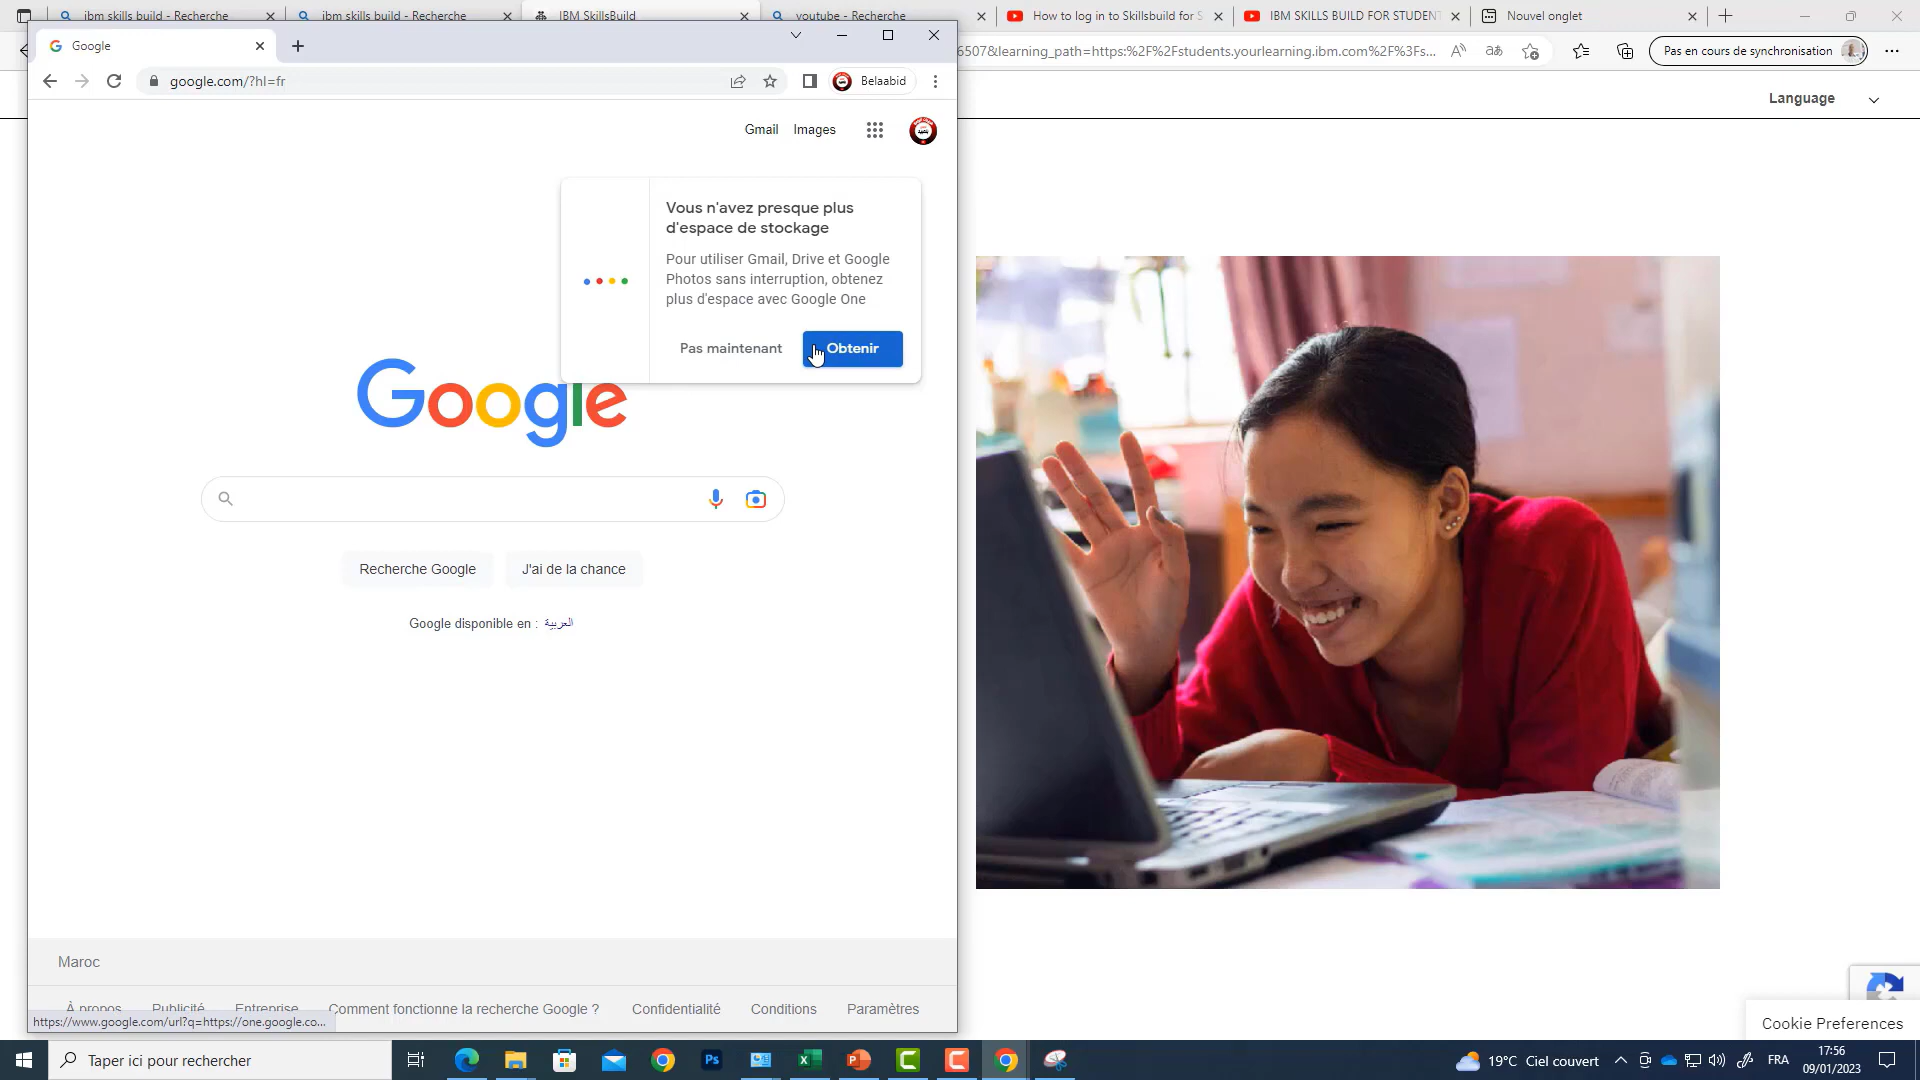 ibm skills build - Recherche
ibm skills build - Recherche
IBM SkillsBuild
youtube - Recherche
How to log in to Skillsbuild for S
IBM SKILLS BUILD FOR STUDENT
Nouvel onglet
Google
6507&learning_path=https:%2F%2Fstudents.yourlearning.ibm.com%2F%3Fs...
Pas en cours de synchronisation
google.com/?hl=fr
Belaabid
Language
Gmail
Images
Vous n'avez presque plus
d'espace de stockage
Pour utiliser Gmail, Drive et Google
Photos sans interruption, obtenez
plus d'espace avec Google One
Pas maintenant
Obtenir
Google
Recherche Google
J'ai de la chance
Google disponible en : العربية
Maroc
À propos
Publicité
Entreprise
Comment fonctionne la recherche Google ?
Confidentialité
Conditions
Paramètres
https://www.google.com/url?q=https://one.google.co...
Cookie Preferences
Taper ici pour rechercher
19°C Ciel couvert
FRA
17:56
09/01/2023